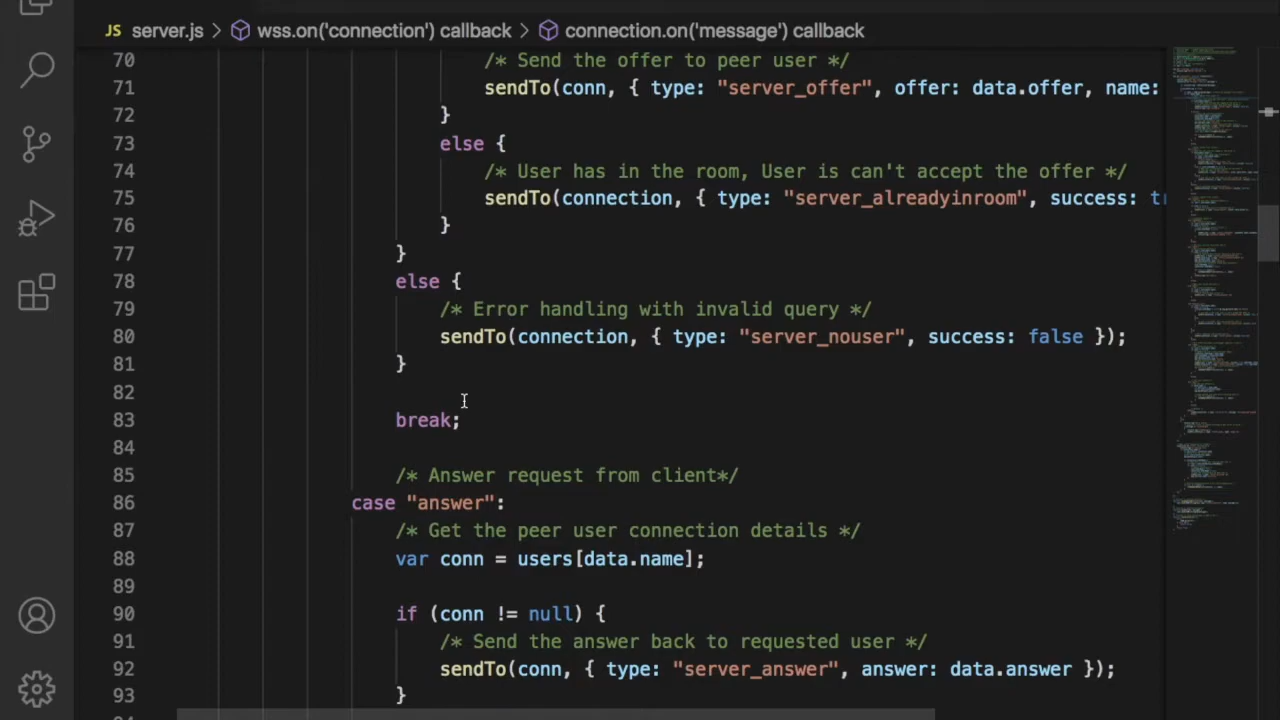 JS server.js > wss.on('connection') callback > connection.on('message') callback
70 /* Send the offer to peer user */
71 sendTo(conn, { type: "server_offer", offer: data.offer, name:
72 }
73 else {
74 /* User has in the room, User is can't accept the offer */
75 sendTo(connection, { type: "server_alreadyinroom", success: tr
76 }
77 }
78 else {
79 /* Error handling with invalid query */
80 sendTo(connection, { type: "server_nouser", success: false });
81 }
82
83 break;
84
85 /* Answer request from client*/
86 case "answer":
87 /* Get the peer user connection details */
88 var conn = users[data.name];
89
90 if (conn != null) {
91 /* Send the answer back to requested user */
92 sendTo(conn, { type: "server_answer", answer: data.answer });
93 }